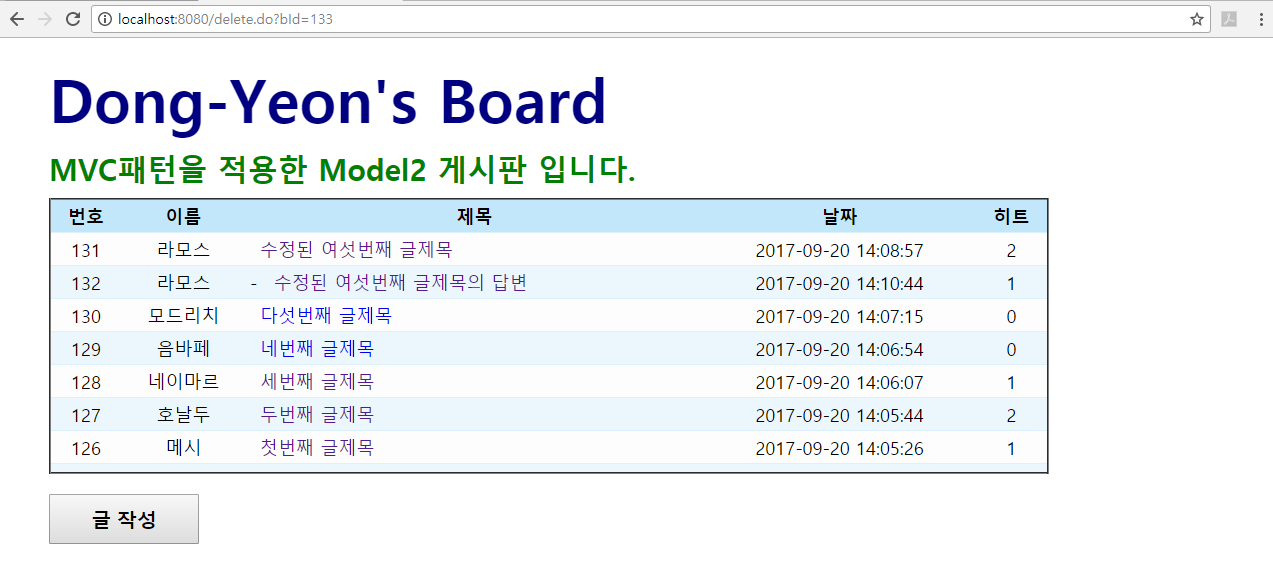 localhost:8080/delete.do?bId=133
Dong-Yeon's Board
MVC패턴을 적용한 Model2 게시판 입니다.
번호 이름 제목 날짜 히트
131 라모스 수정된 여섯번째 글제목 2017-09-20 14:08:57 2
132 라모스 - 수정된 여섯번째 글제목의 답변 2017-09-20 14:10:44 1
130 모드리치 다섯번째 글제목 2017-09-20 14:07:15 0
129 음바페 네번째 글제목 2017-09-20 14:06:54 0
128 네이마르 세번째 글제목 2017-09-20 14:06:07 1
127 호날두 두번째 글제목 2017-09-20 14:05:44 2
126 메시 첫번째 글제목 2017-09-20 14:05:26 1
글 작성